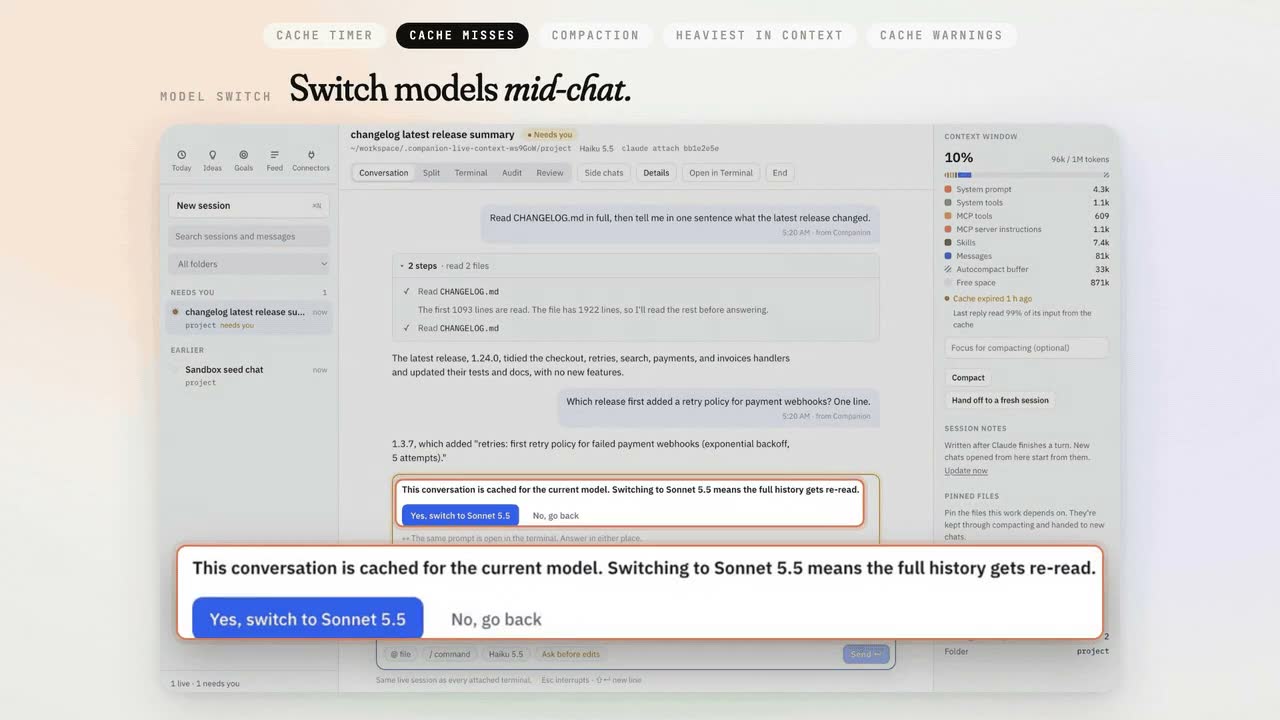 CACHE TIMER
CACHE MISSES
COMPACTION
HEAVIEST IN CONTEXT
CACHE WARNINGS
MODEL SWITCH
Switch models mid-chat.
Today
Ideas
Goals
Feed
Connectors
New session ⌘N
Search sessions and messages
All folders
NEEDS YOU 1
changelog latest release su... now
project needs you
EARLIER
Sandbox seed chat now
project
1 live · 1 needs you
changelog latest release summary
Needs you
~/workspace/.companion-live-context-ws9GoW/project Haiku 5.5 claude attach bb1e2e5e
Conversation
Split
Terminal
Audit
Review
Side chats
Details
Open in Terminal
End
Read CHANGELOG.md in full, then tell me in one sentence what the latest release changed.
5:20 AM · from Companion
2 steps · read 2 files
✓ Read CHANGELOG.md
The first 1093 lines are read. The file has 1922 lines, so I'll read the rest before answering.
✓ Read CHANGELOG.md
The latest release, 1.24.0, tidied the checkout, retries, search, payments, and invoices handlers
and updated their tests and docs, with no new features.
Which release first added a retry policy for payment webhooks? One line.
5:20 AM · from Companion
1.3.7, which added "retries: first retry policy for failed payment webhooks (exponential backoff,
5 attempts)."
This conversation is cached for the current model. Switching to Sonnet 5.5 means the full history gets re-read.
Yes, switch to Sonnet 5.5
No, go back
The same prompt is open in the terminal. Answer in either place.
This conversation is cached for the current model. Switching to Sonnet 5.5 means the full history gets re-read.
Yes, switch to Sonnet 5.5
No, go back
@ file
/ command
Haiku 5.5
Ask before edits
Send ↵
Same live session as every attached terminal. Esc interrupts · ⇧↵ new line
CONTEXT WINDOW
10% 96k / 1M tokens
System prompt 4.3k
System tools 1.1k
MCP tools 609
MCP server instructions 1.1k
Skills 7.4k
Messages 81k
Autocompact buffer 33k
Free space 871k
Cache expired 1 h ago
Last reply read 99% of its input from the
cache
Focus for compacting (optional)
Compact
Hand off to a fresh session
SESSION NOTES
Written after Claude finishes a turn. New
chats opened from here start from them.
Update now
PINNED FILES
Pin the files this work depends on. They're
kept through compacting and handed to new
chats.
2
Folder project